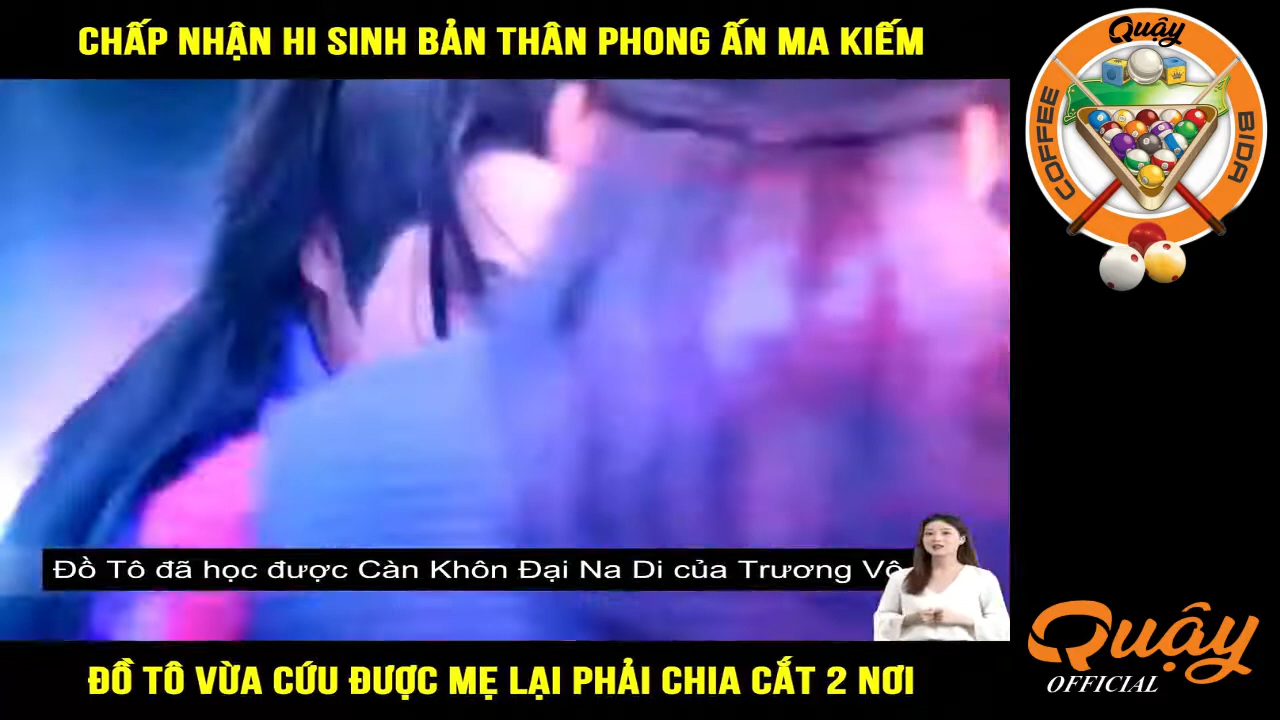 CHẤP NHẬN HI SINH BẢN THÂN PHONG ẤN MA KIẾM
Quậy
COFFEE
BIDA
Đồ Tô đã học được Càn Khôn Đại Na Di của Trương Vô
Quậy
OFFICIAL
ĐỒ TÔ VỪA CỨU ĐƯỢC MẸ LẠI PHẢI CHIA CẮT 2 NƠI